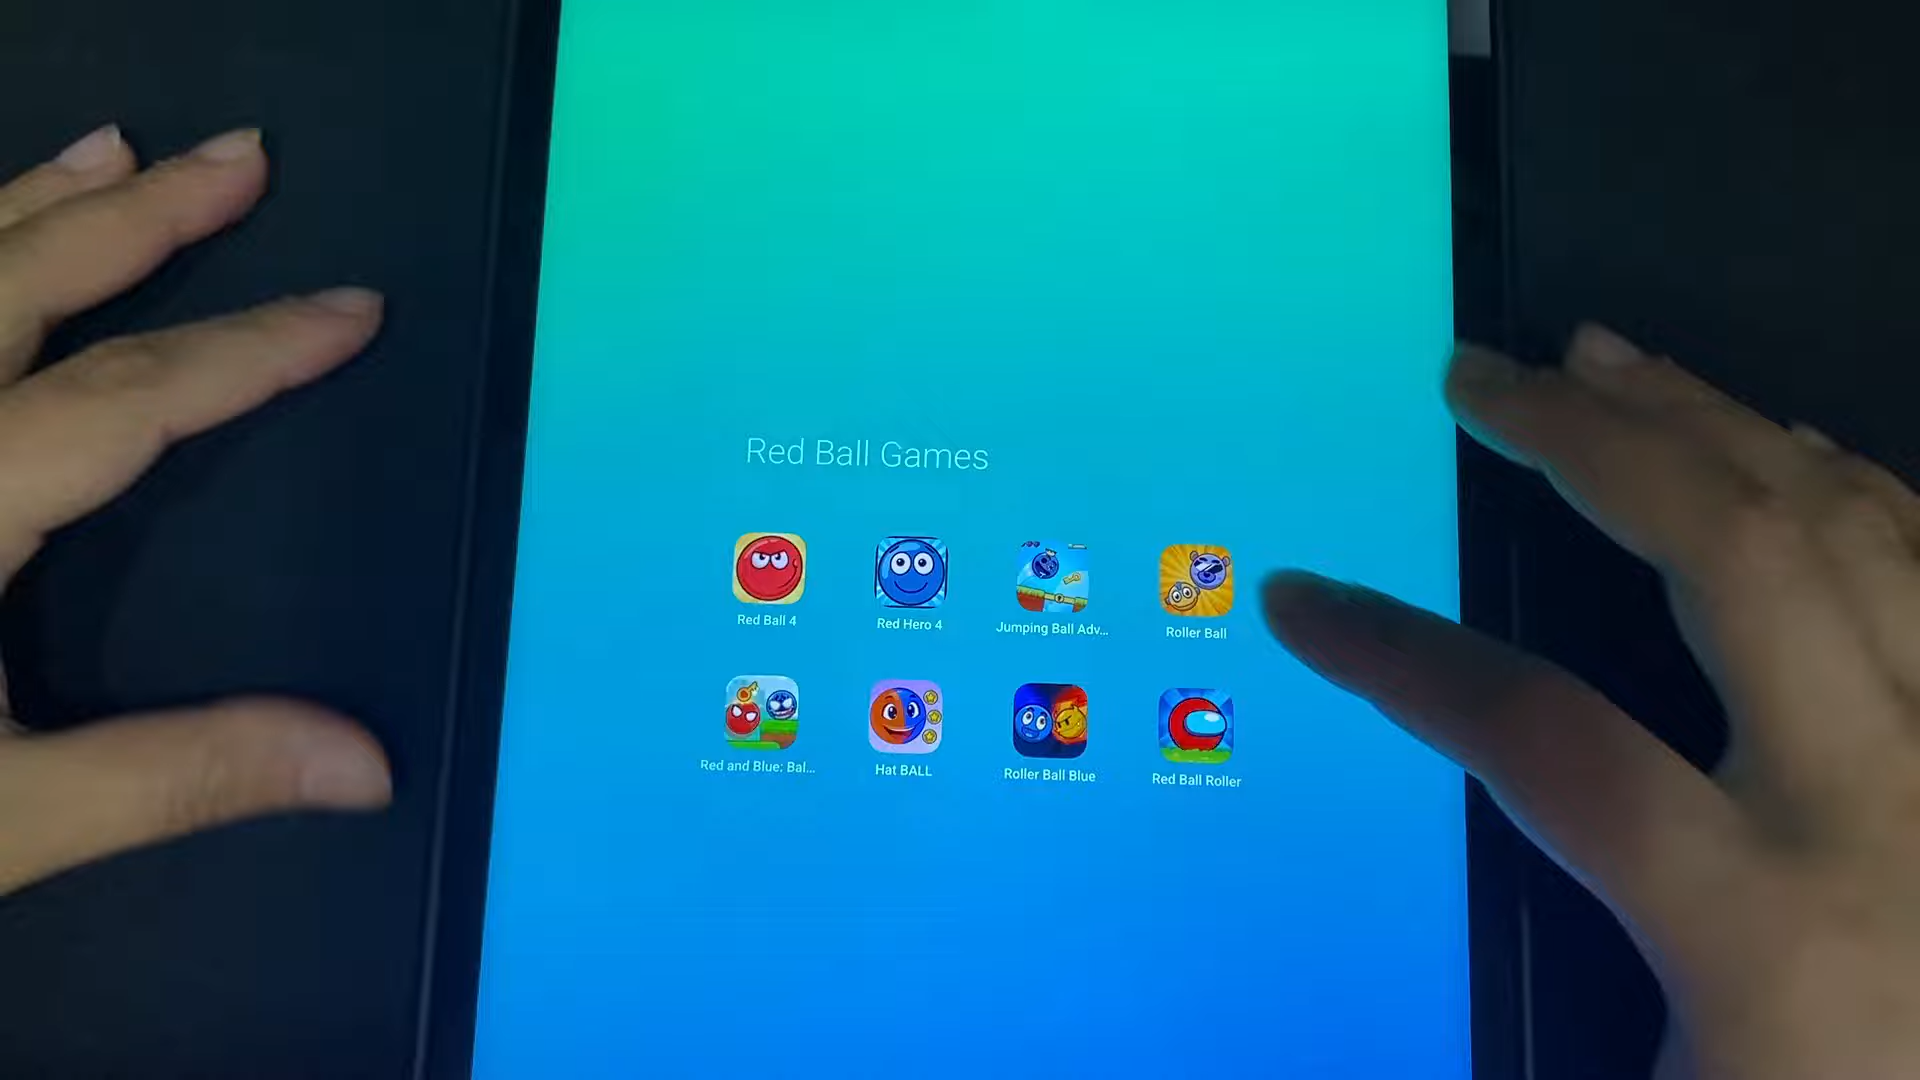 Red Ball Games
Red Ball 4
Red Hero 4
Jumping Ball Adv...
Roller Ball
Red and Blue: Bal...
Hat BALL
Roller Ball Blue
Red Ball Roller